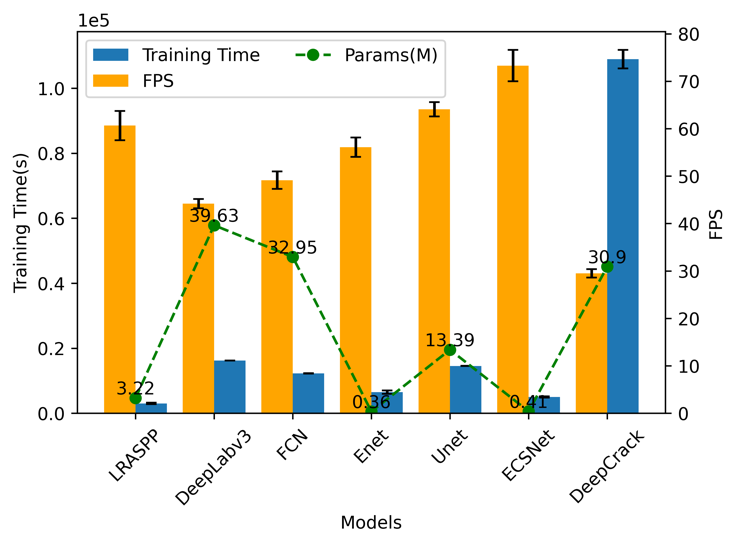 1e5
Training Time
Params(M)
FPS
1.0
0.8
0.6
0.4
0.2
0.0
Training Time(s)
80
70
60
50
40
30
20
10
0
FPS
3.22
39.63
32.95
0.36
13.39
0.41
30.9
LRASPP
DeepLabv3
FCN
Enet
Unet
ECSNet
DeepCrack
Models